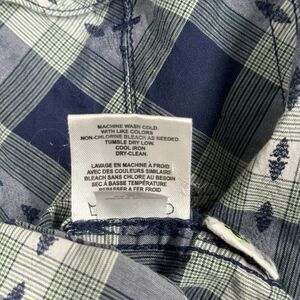 MACHINE WASH COLD.
WITH LIKE COLORS
NON-CHLORINE BLEACH AS NEEDED.
TUMBLE DRY LOW.
COOL IRON
DRY-CLEAN.
LAVAGE EN MACHINE À FROID
AVEC DES COULEURS SIMILAIRES
BLEACH SANS CHLORE AU BESOIN
SEC À BASSE TEMPÉRATURE
REPASSER À FER FROID